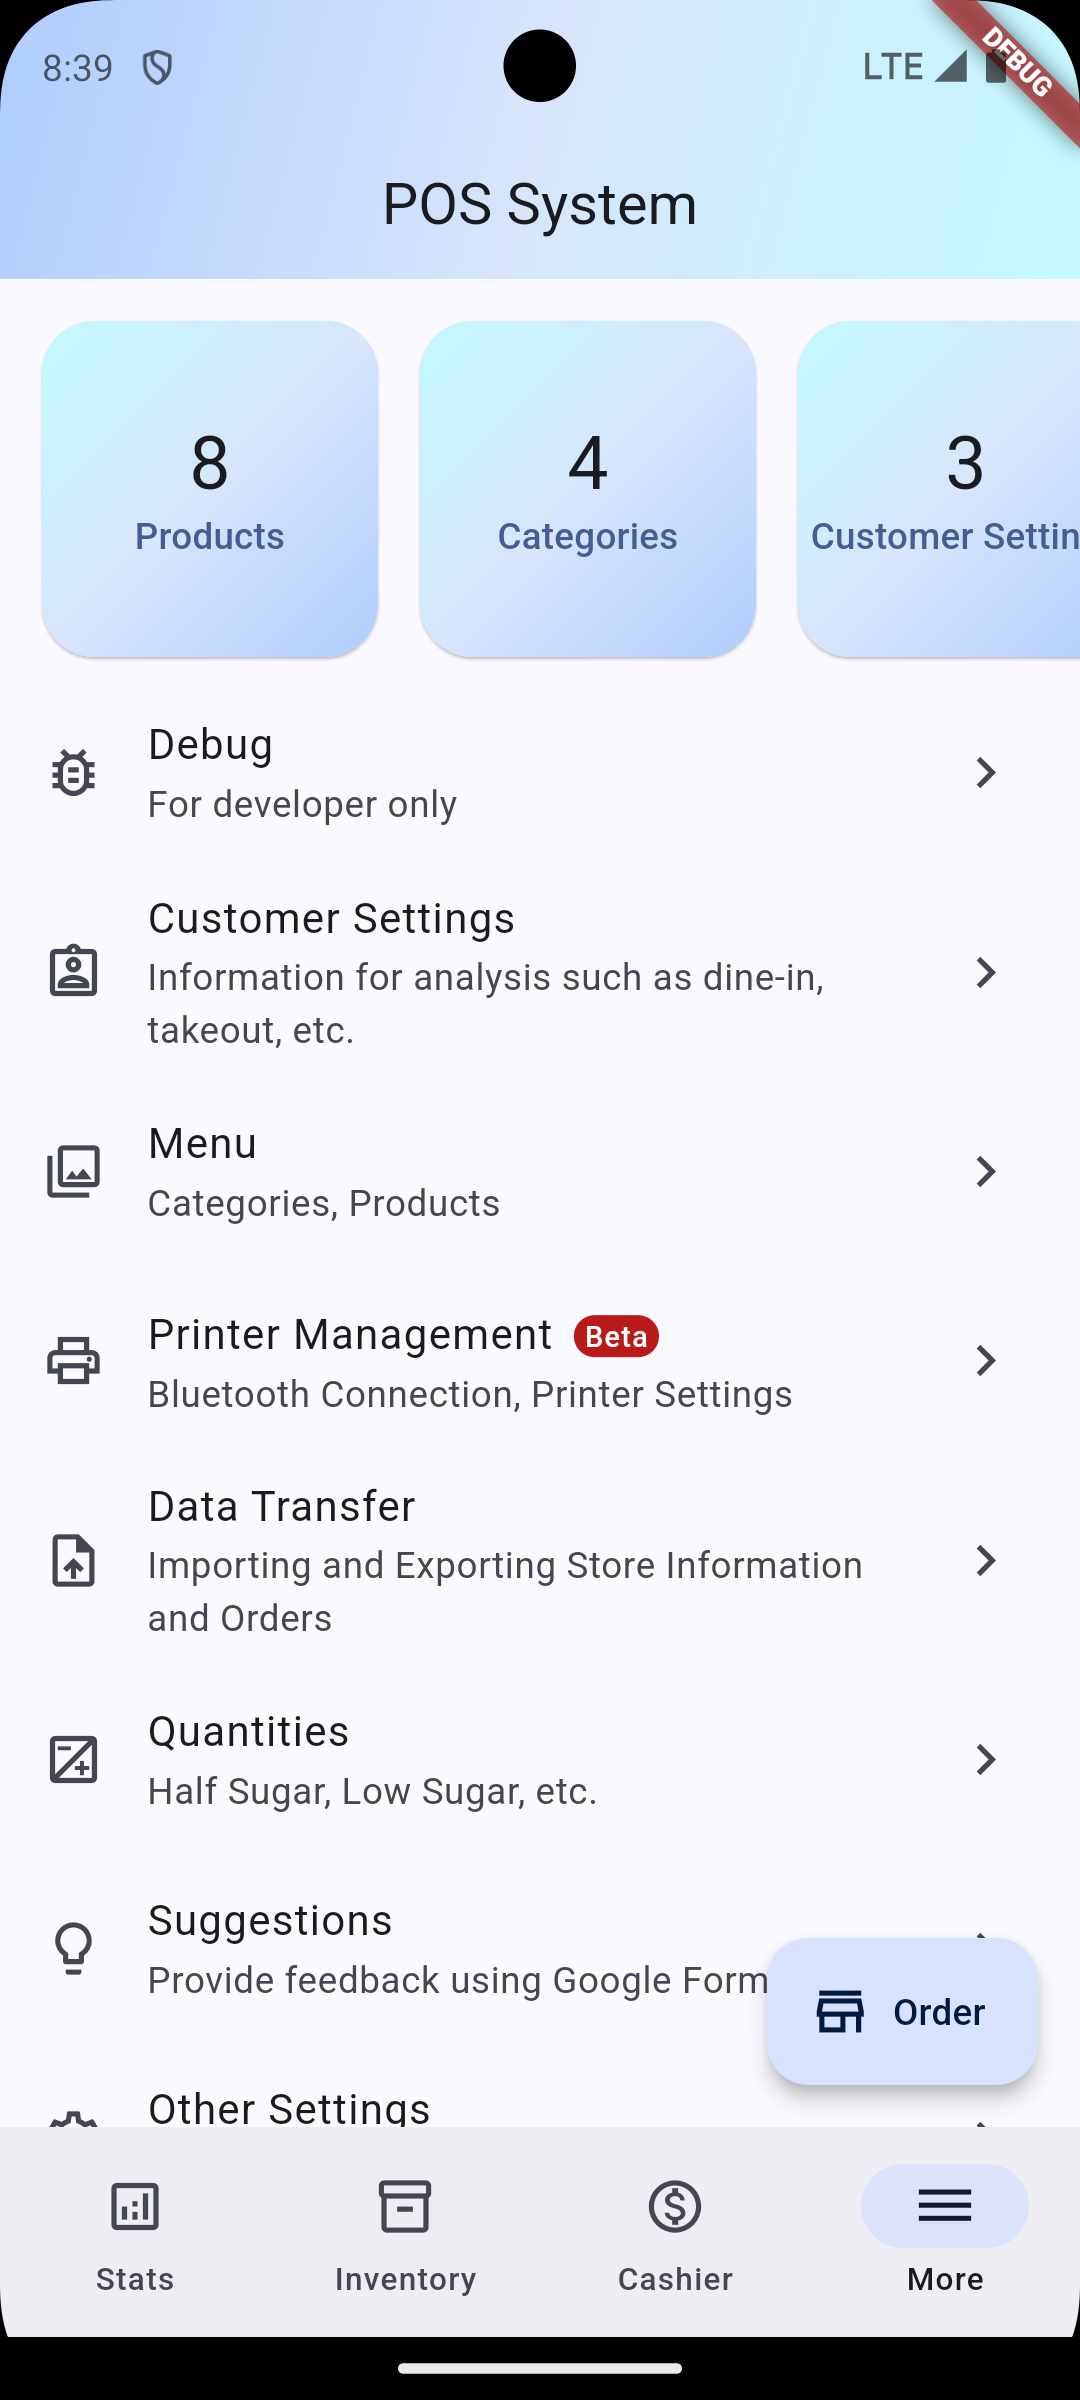 8:39
LTE
DEBUG
POS System
8
Products
4
Categories
3
Customer Settin
Debug
For developer only
Customer Settings
Information for analysis such as dine-in,
takeout, etc.
Menu
Categories, Products
Printer Management Beta
Bluetooth Connection, Printer Settings
Data Transfer
Importing and Exporting Store Information
and Orders
Quantities
Half Sugar, Low Sugar, etc.
Suggestions
Provide feedback using Google Form
Order
Other Settings
Stats
Inventory
Cashier
More